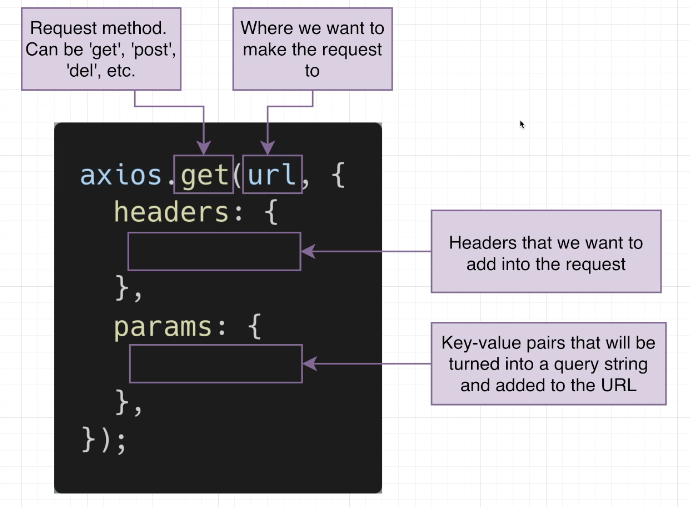 Request method.
Can be 'get', 'post',
'del', etc.
Where we want to
make the request
to
axios.get(url, {
headers: {
Headers that we want to
add into the request
},
params: {
Key-value pairs that will be
turned into a query string
and added to the URL
},
});